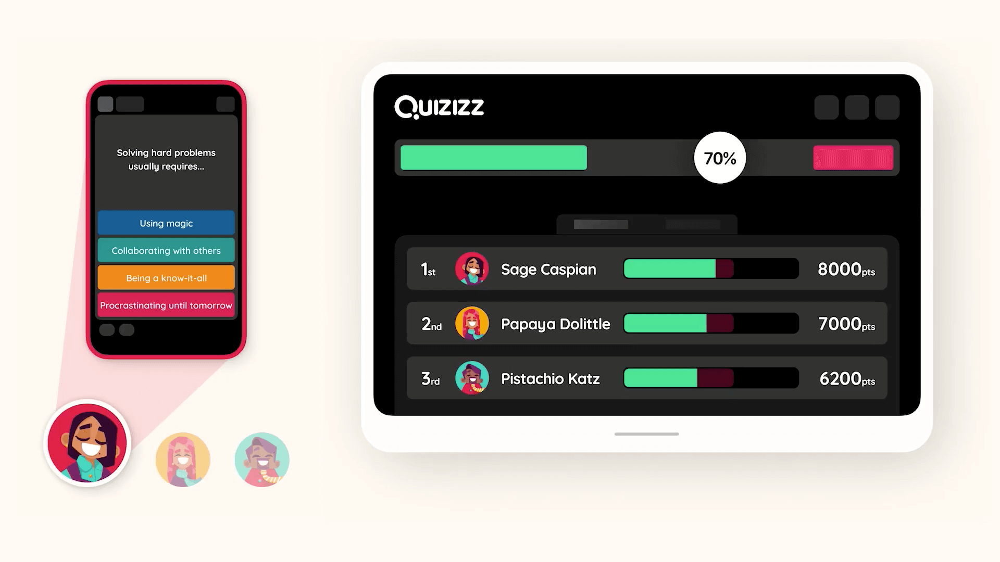 Solving hard problems
usually requires...
Using magic
Collaborating with others
Being a know-it-all
Procrastinating until tomorrow
Quizizz
70%
1st Sage Caspian 8000pts
2nd Papaya Dolittle 7000pts
3rd Pistachio Katz 6200pts